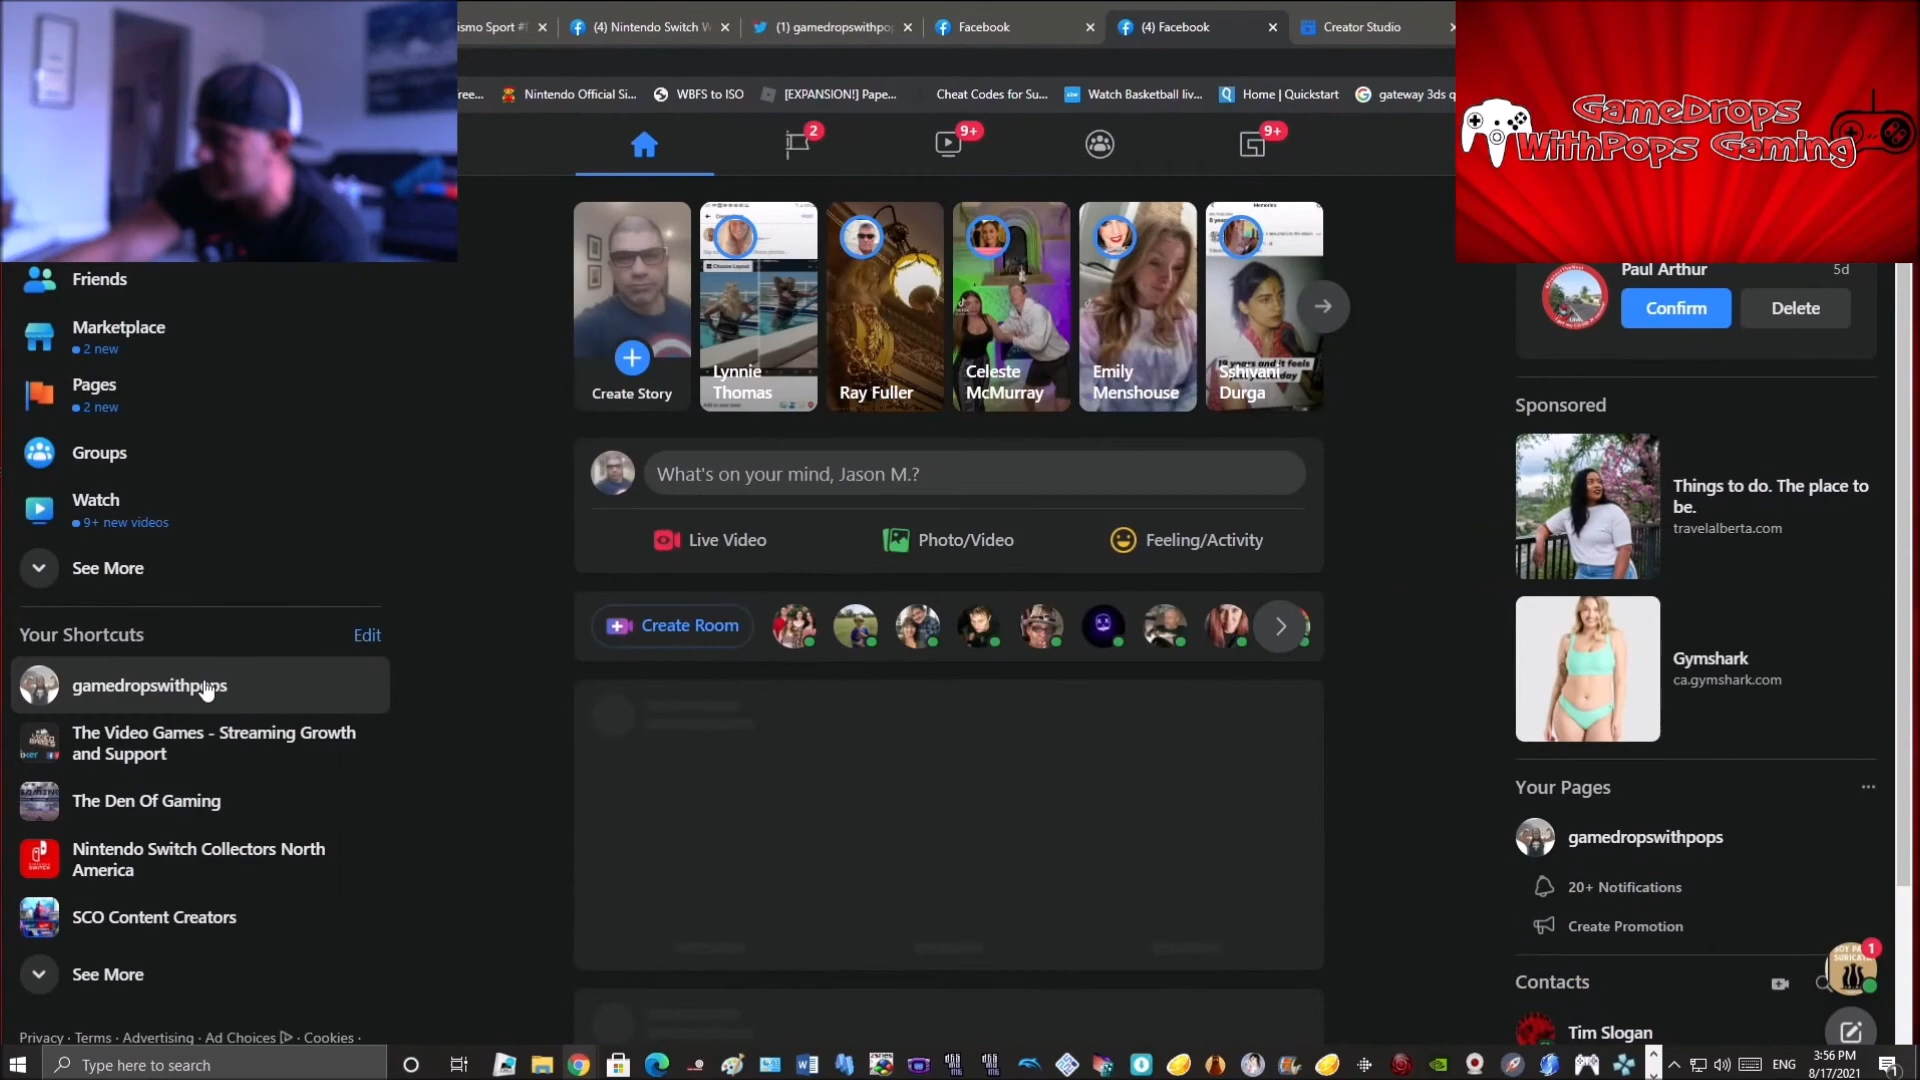 ismo Sport #
(4) Nintendo Switch W
(1) gamedropswithpo
Facebook
(4) Facebook
Creator Studio
ree...
Nintendo Official Si...
WBFS to ISO
[EXPANSION!] Pape...
Cheat Codes for Su...
Watch Basketball liv...
Home | Quickstart
gateway 3ds q
GameDrops
WithPops Gaming
2
9+
9+
Friends
Marketplace
2 new
Pages
2 new
Groups
Watch
9+ new videos
See More
Your Shortcuts
Edit
gamedropswithpops
The Video Games - Streaming Growth
and Support
The Den Of Gaming
Nintendo Switch Collectors North
America
SCO Content Creators
See More
Privacy · Terms · Advertising · Ad Choices · Cookies ·
Create Story
Lynnie
Thomas
Ray Fuller
Celeste
McMurray
Emily
Menshouse
Memories
Sshivani
Durga
What's on your mind, Jason M.?
Live Video
Photo/Video
Feeling/Activity
Create Room
Paul Arthur
5d
Confirm
Delete
Sponsored
Things to do. The place to
be.
travelalberta.com
Gymshark
ca.gymshark.com
Your Pages
gamedropswithpops
20+ Notifications
Create Promotion
1
Contacts
Tim Slogan
Type here to search
ENG
3:56 PM
8/17/2021
1